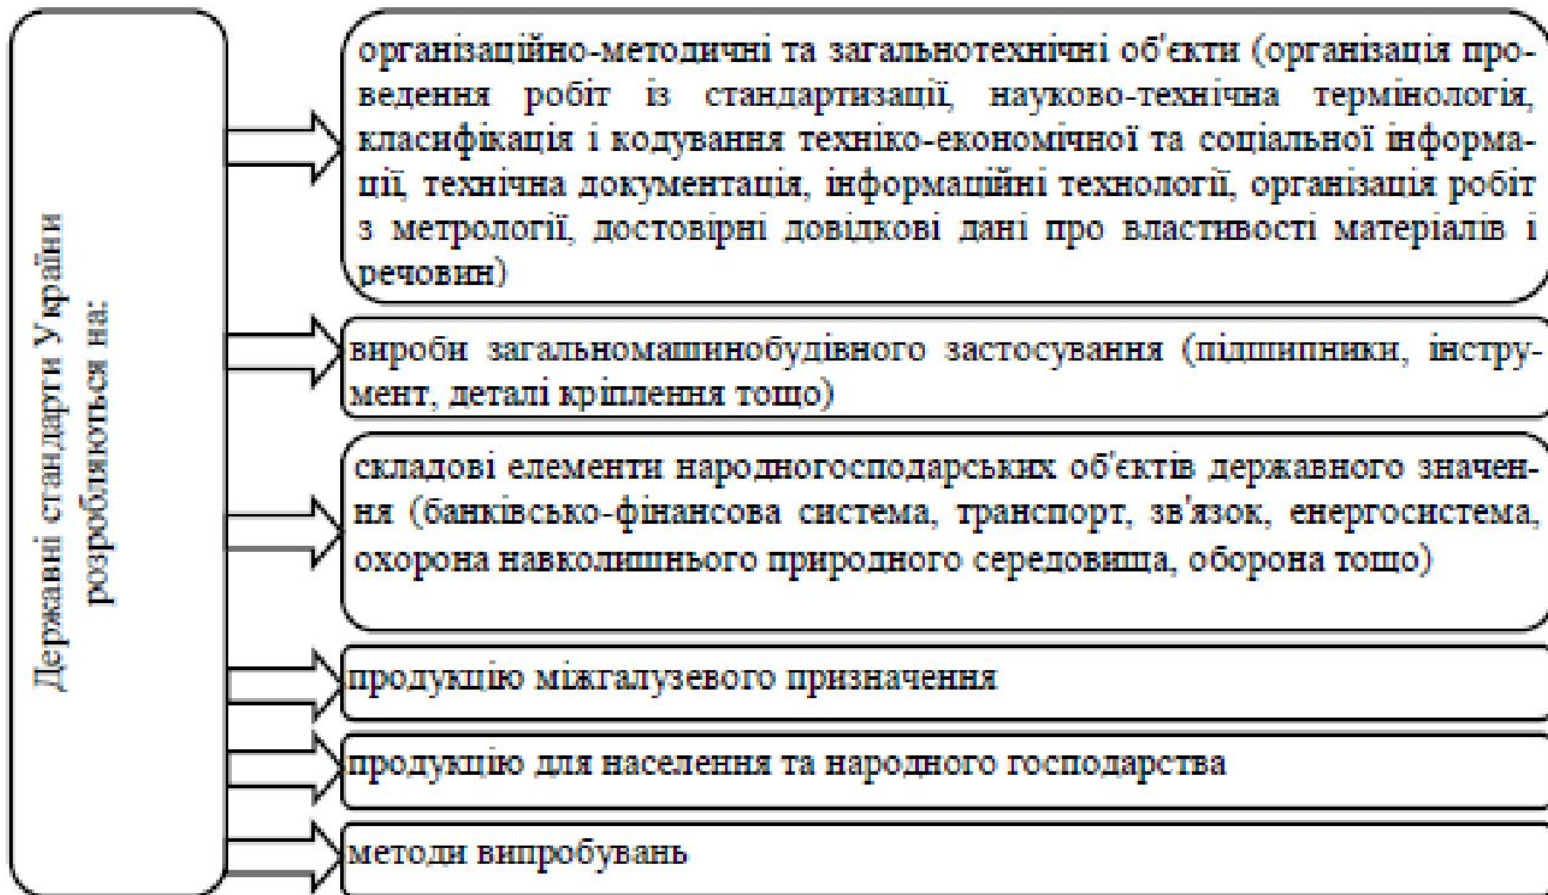 Державні стандарти України
розробляються на:
організаційно-методичні та загальнотехнічні об'єкти (організація про-
ведення робіт із стандартизації, науково-технічна термінологія,
класифікація і кодування техніко-економічної та соціальної інформа-
ції, технічна документація, інформаційні технології, організація робіт
з метрології, достовірні довідкові дані про властивості матеріалів і
речовин)
вироби загальномашинобудівного застосування (підшипники, інстру-
мент, деталі кріплення тощо)
складові елементи народногосподарських об'єктів державного значен-
ня (банківсько-фінансова система, транспорт, зв'язок, енергосистема,
охорона навколишнього природного середовища, оборона тощо)
продукцію міжгалузевого призначення
продукцію для населення та народного господарства
методи випробувань